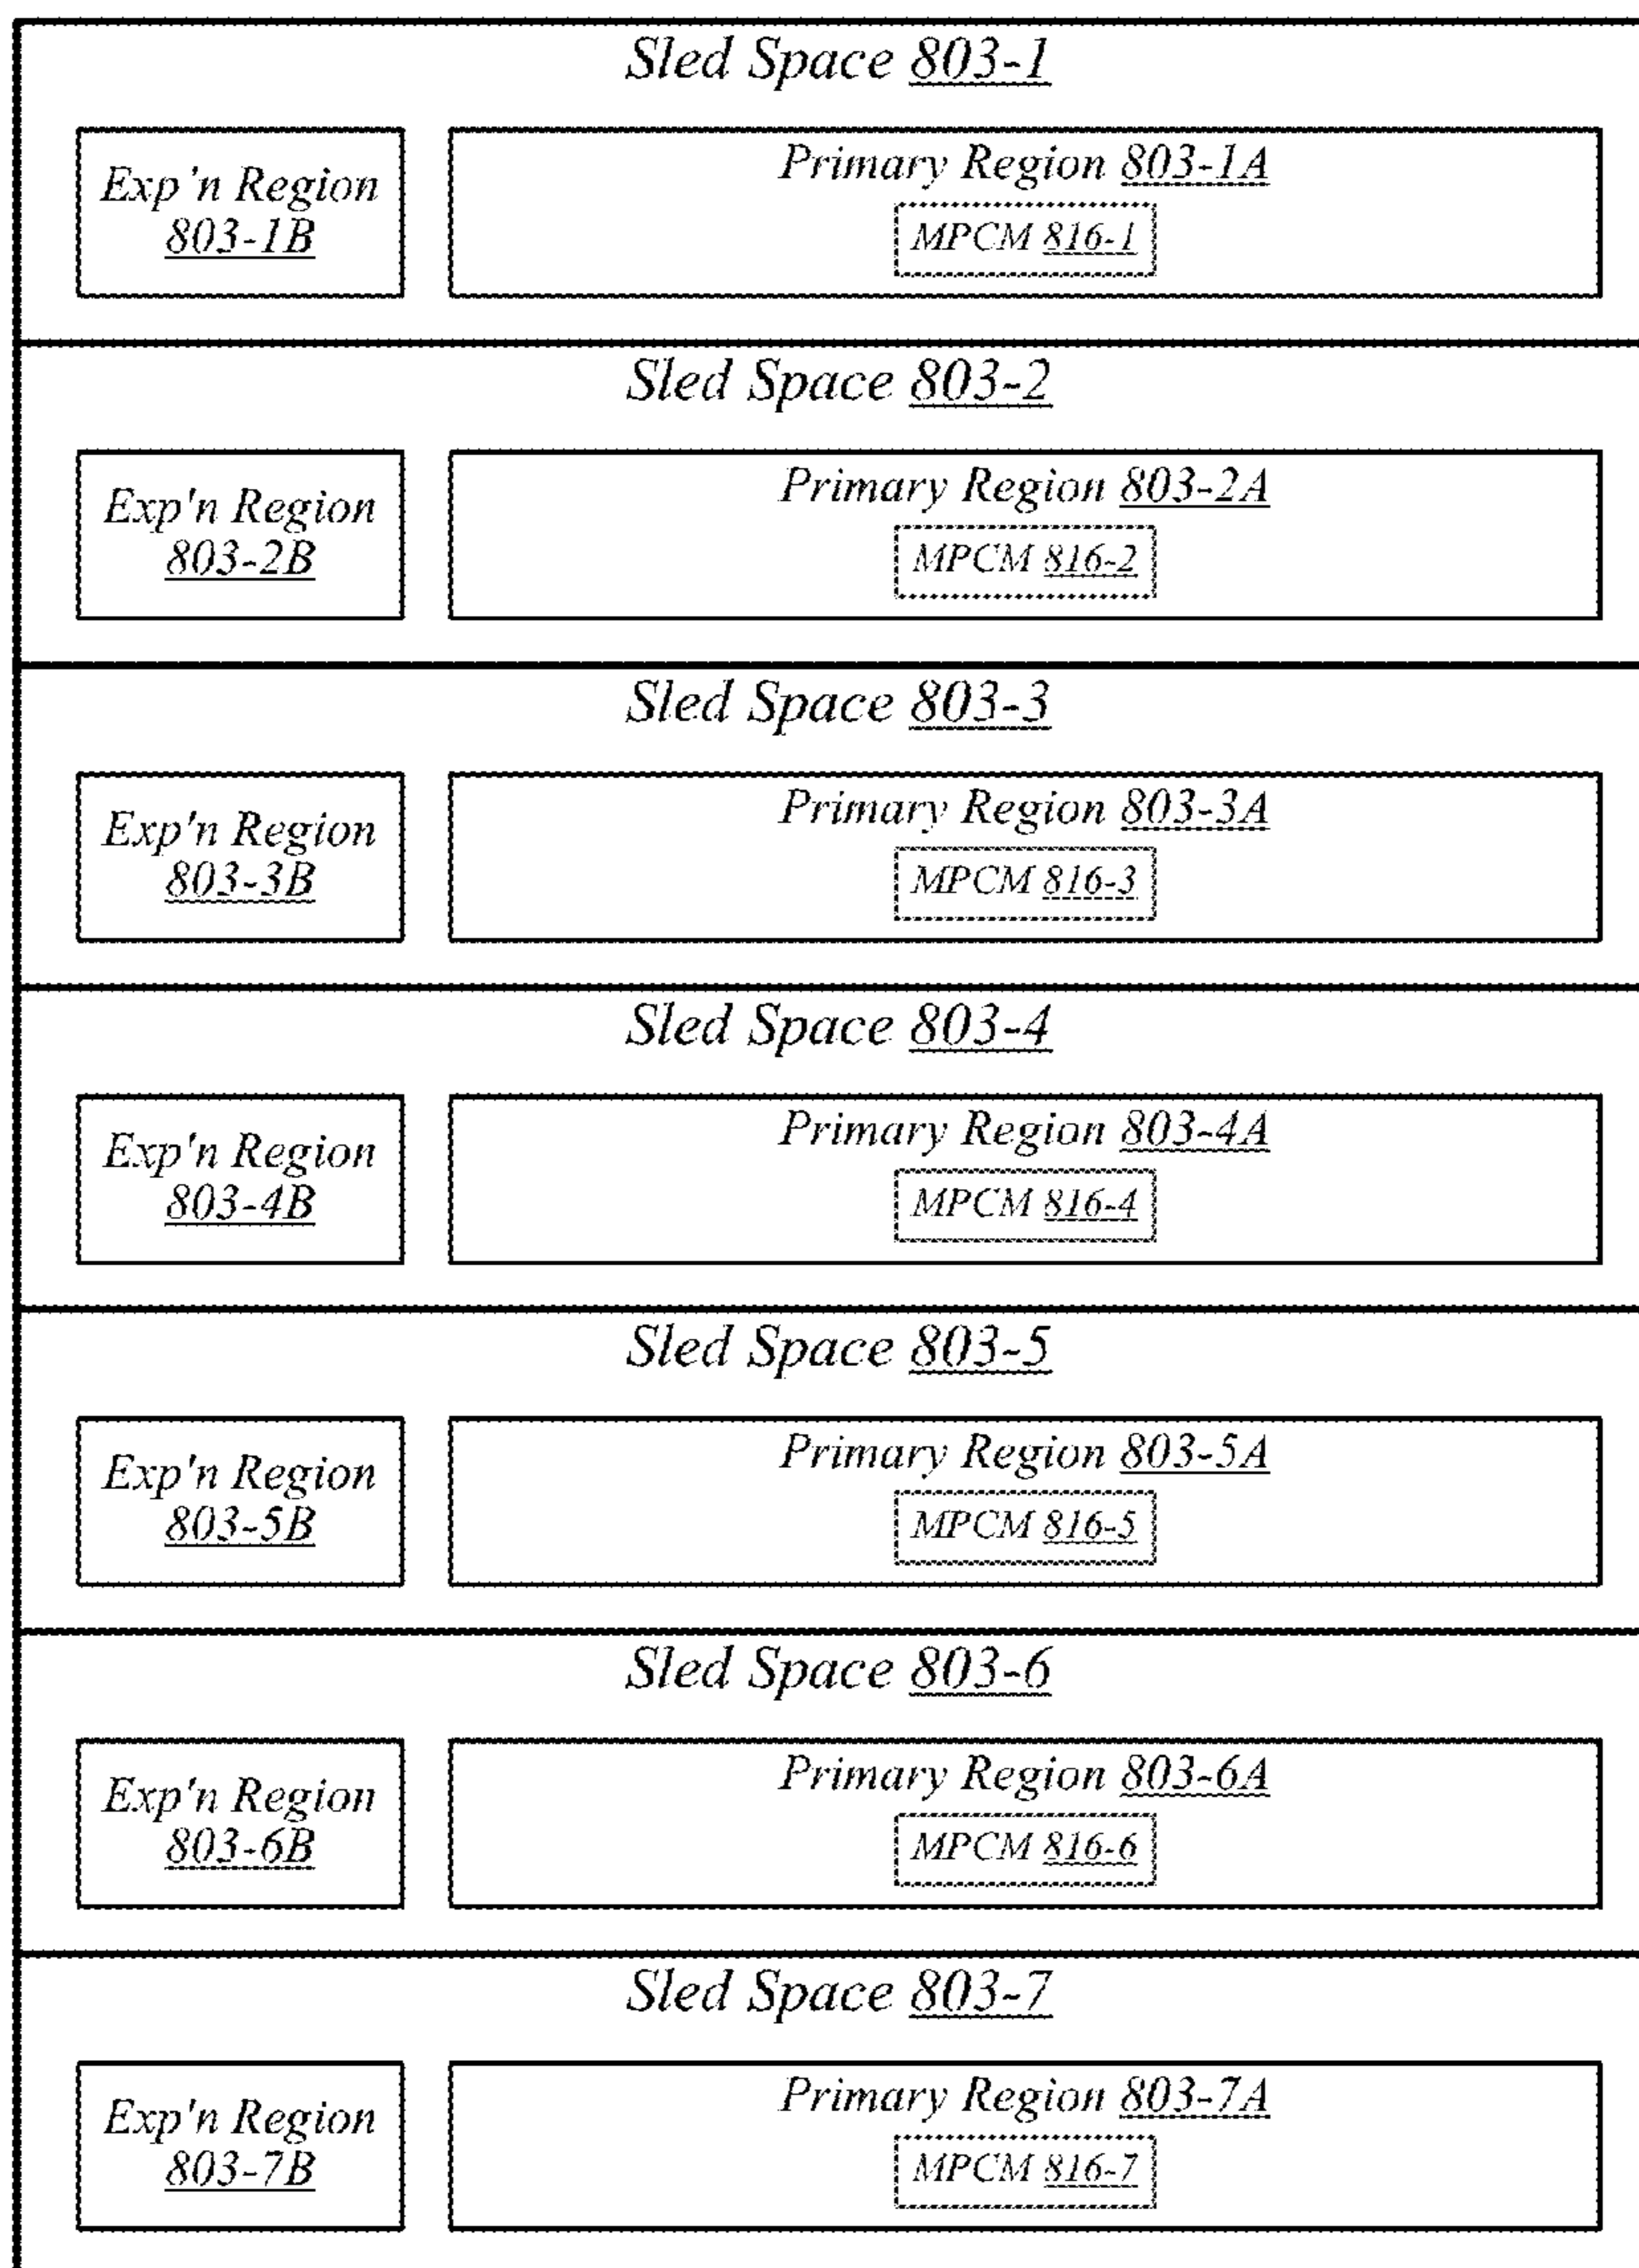 Sled Space 803-1
Exp'n Region
803-1B
Primary Region 803-1A
MPCM 816-1
Sled Space 803-2
Exp'n Region
803-2B
Primary Region 803-2A
MPCM 816-2
Sled Space 803-3
Exp'n Region
803-3B
Primary Region 803-3A
MPCM 816-3
Sled Space 803-4
Exp'n Region
803-4B
Primary Region 803-4A
MPCM 816-4
Sled Space 803-5
Exp'n Region
803-5B
Primary Region 803-5A
MPCM 816-5
Sled Space 803-6
Exp'n Region
803-6B
Primary Region 803-6A
MPCM 816-6
Sled Space 803-7
Exp'n Region
803-7B
Primary Region 803-7A
MPCM 816-7